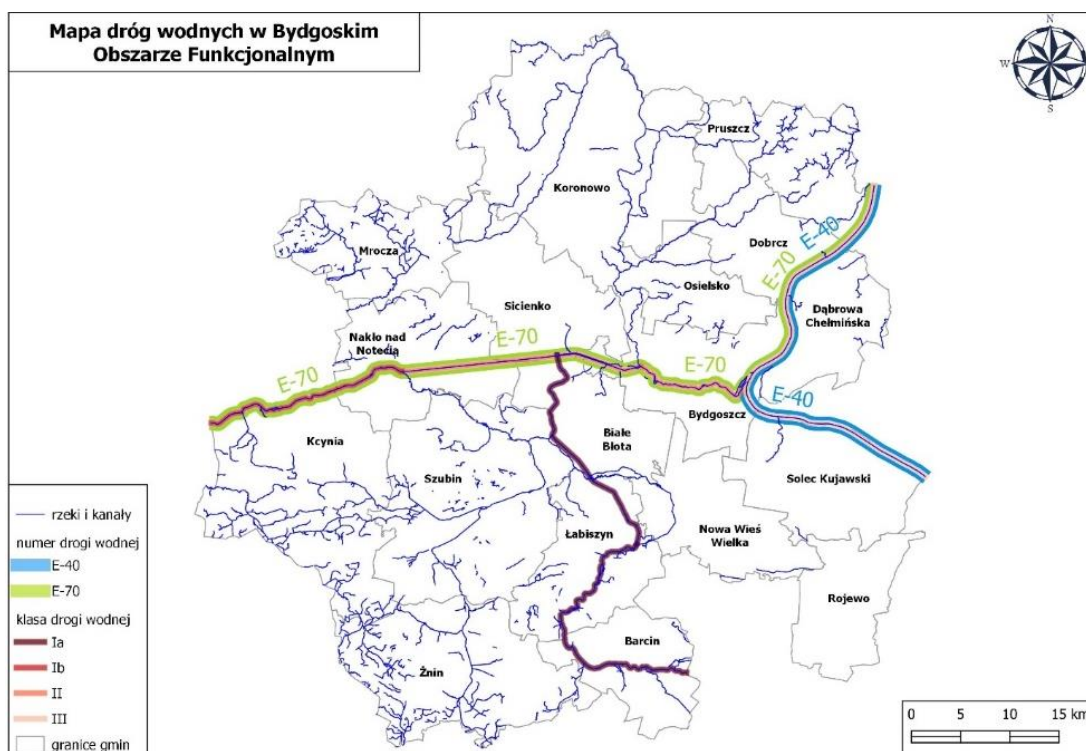 Mapa dróg wodnych w Bydgoskim
Obszarze Funkcjonalnym
N
W
S
Pruszcz
Koronowo
Mrocza
Dobrcz
E-40
E-70
Osielsko
Dąbrowa
Chełmińska
Sicienko
Nakło nad
Notecią
E-70
E-70
E-70
E-40
Bydgoszcz
Kcynia
Białe
Błota
Szubin
Solec Kujawski
Łabiszyn
Nowa Wieś
Wielka
Rojewo
Barcin
Żnin
rzeki i kanały
numer drogi wodnej
E-40
E-70
klasa drogi wodnej
Ia
Ib
II
III
granice gmin
0 5 10 15 km